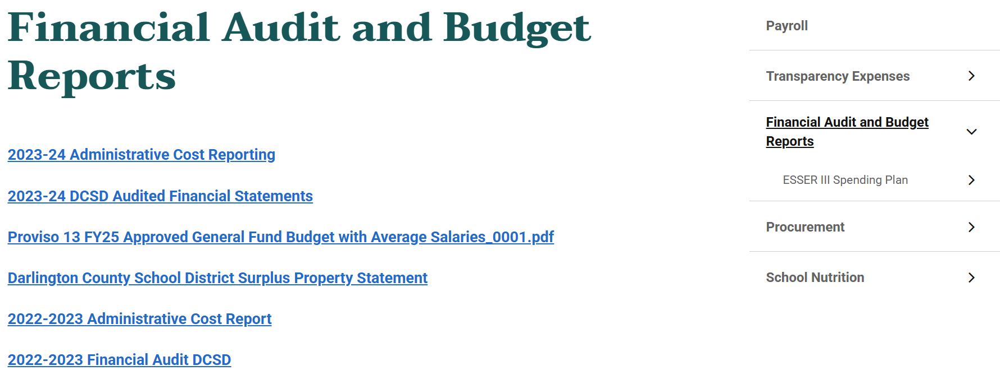 Financial Audit and Budget
Reports
2023-24 Administrative Cost Reporting
2023-24 DCSD Audited Financial Statements
Proviso 13 FY25 Approved General Fund Budget with Average Salaries_0001.pdf
Darlington County School District Surplus Property Statement
2022-2023 Administrative Cost Report
2022-2023 Financial Audit DCSD
Payroll
Transparency Expenses
Financial Audit and Budget
Reports
ESSER III Spending Plan
Procurement
School Nutrition